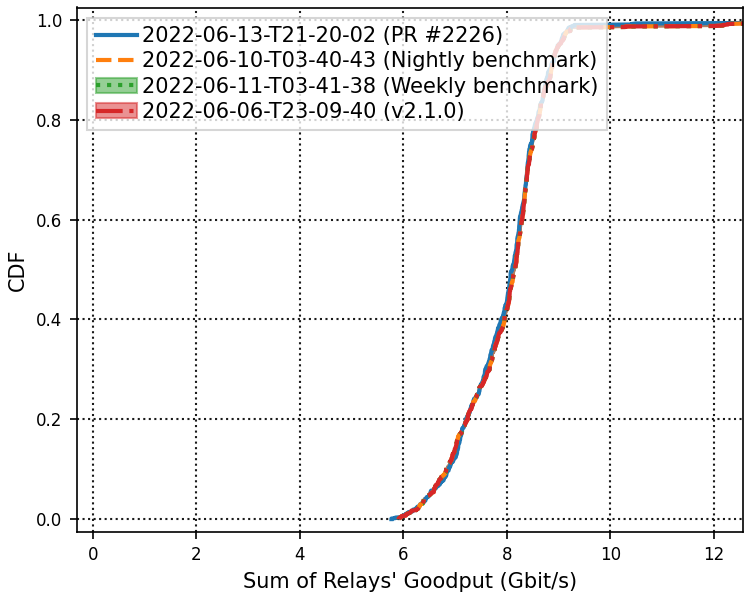 1.0
2022-06-13-T21-20-02 (PR #2226)
2022-06-10-T03-40-43 (Nightly benchmark)
2022-06-11-T03-41-38 (Weekly benchmark)
2022-06-06-T23-09-40 (v2.1.0)
0.8
0.6
CDF
0.4
0.2
0.0
0 2 4 6 8 10 12
Sum of Relays' Goodput (Gbit/s)